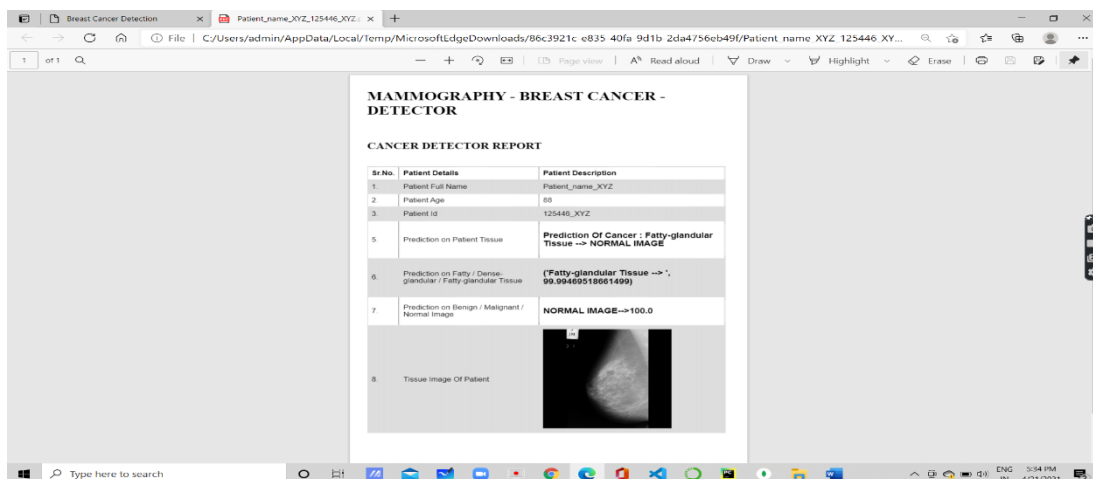 Breast Cancer Detection
Patient_name_XYZ_125446_XYZ
File | C:/Users/admin/AppData/Local/Temp/MicrosoftEdgeDownloads/86c3921c-e835-40fa-9d1b-2da4756eb49f/Patient_name_XYZ_125446_XY...
1 of 1 Page view Read aloud Draw Highlight Erase
MAMMOGRAPHY - BREAST CANCER -
DETECTOR
CANCER DETECTOR REPORT
Sr.No. Patient Details Patient Description
1. Patient Full Name Patient_name_XYZ
2. Patient Age 88
3. Patient Id 125446_XYZ
5. Prediction on Patient Tissue Prediction Of Cancer : Fatty-glandular
Tissue --> NORMAL IMAGE
6. Prediction on Fatty / Dense-
glandular / Fatty-glandular Tissue ('Fatty-glandular Tissue --> ',
99.99469518661499)
7. Prediction on Benign / Malignant /
Normal Image NORMAL IMAGE-->100.0
8. Tissue Image Of Patient
Type here to search
ENG 5:34 PM
IN 4/21/2021